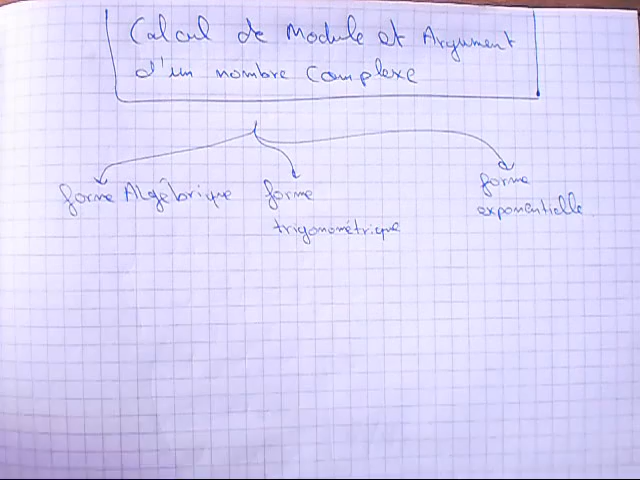 Calcul de Module et Argument
d'un nombre Complexe
forme Algébrique
forme
trigonométrique
forme
exponentielle